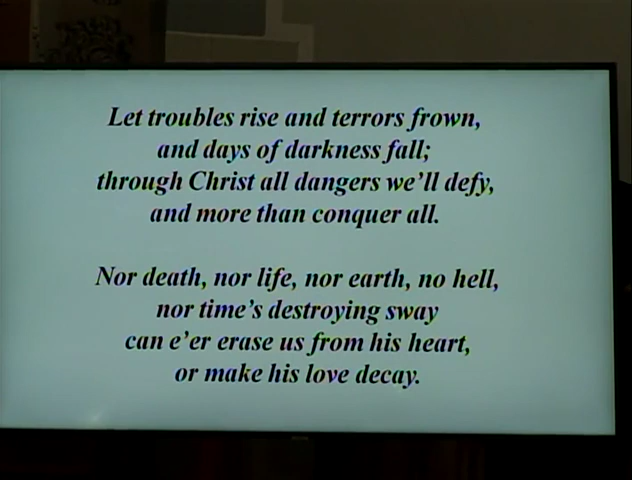 Let troubles rise and terrors frown,
and days of darkness fall;
through Christ all dangers we'll defy,
and more than conquer all.
Nor death, nor life, nor earth, no hell,
nor time's destroying sway
can e'er erase us from his heart,
or make his love decay.